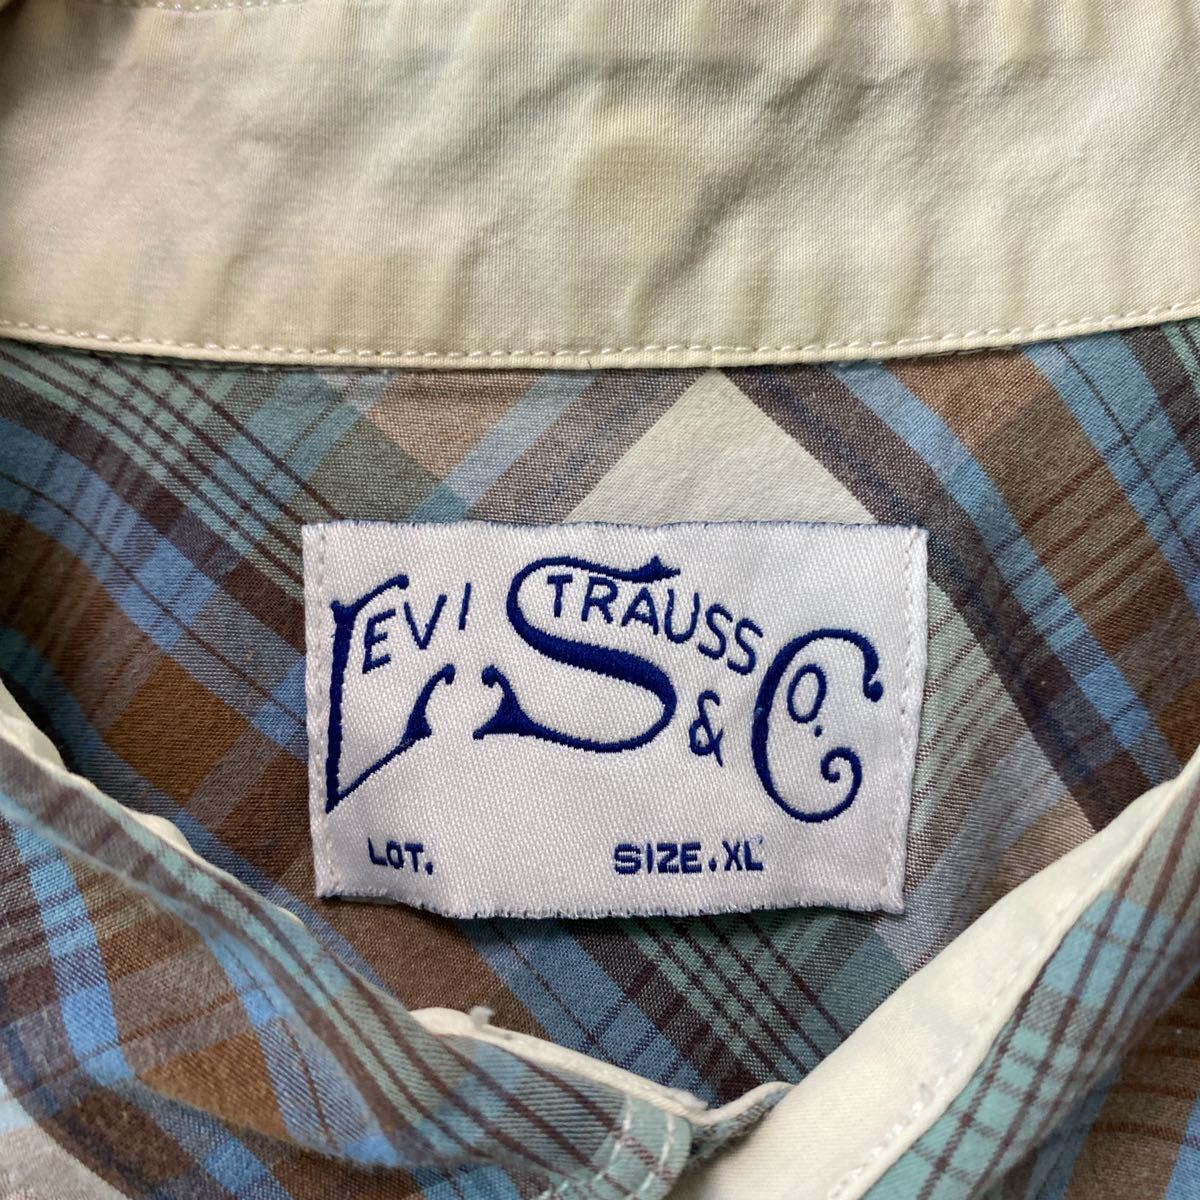 LEVI STRAUSS
& CO.
LOT. SIZE. XL